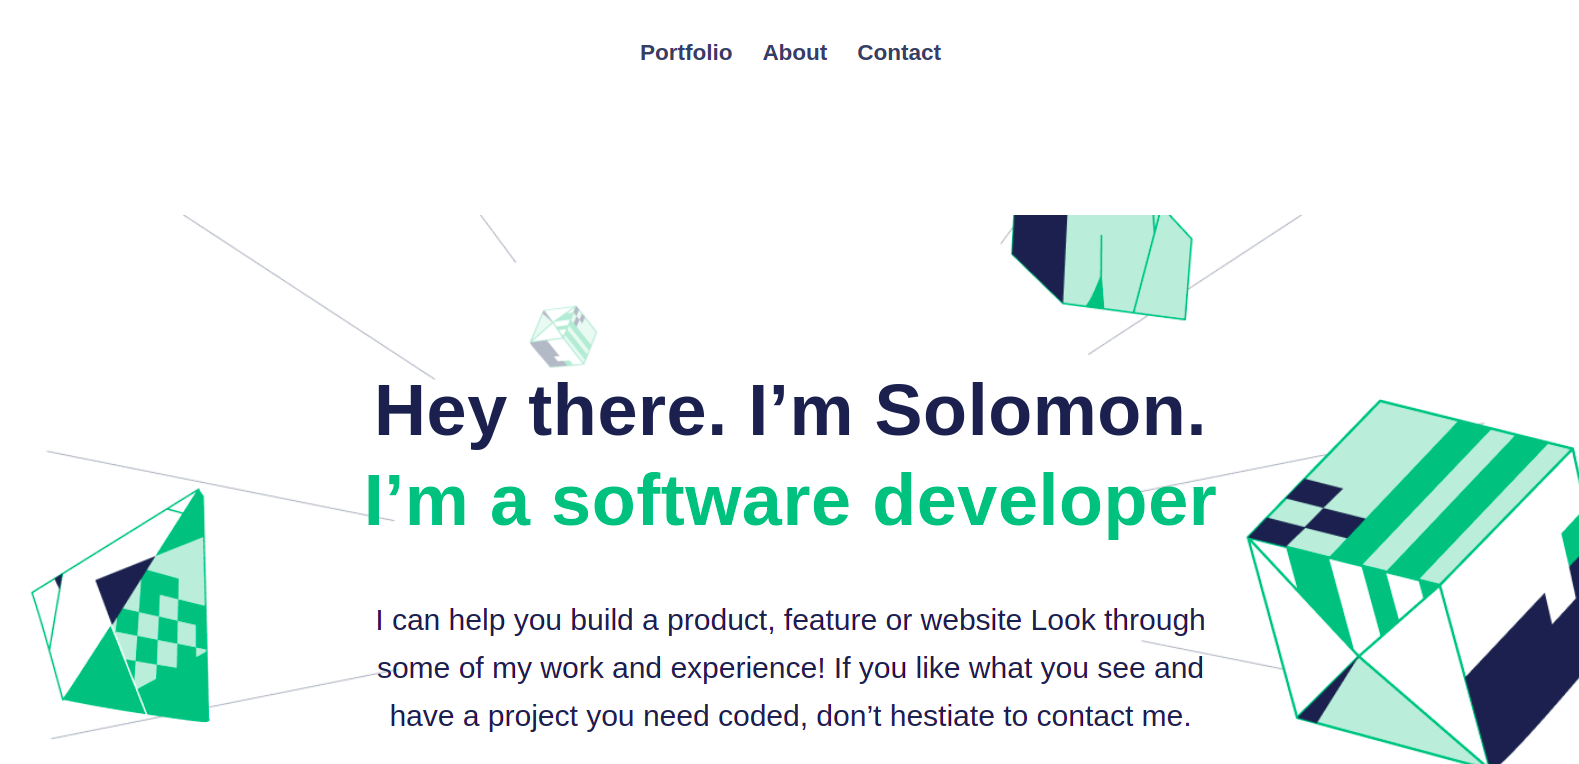 Portfolio About Contact
Hey there. I’m Solomon.
I’m a software developer
I can help you build a product, feature or website Look through
some of my work and experience! If you like what you see and
have a project you need coded, don’t hestiate to contact me.